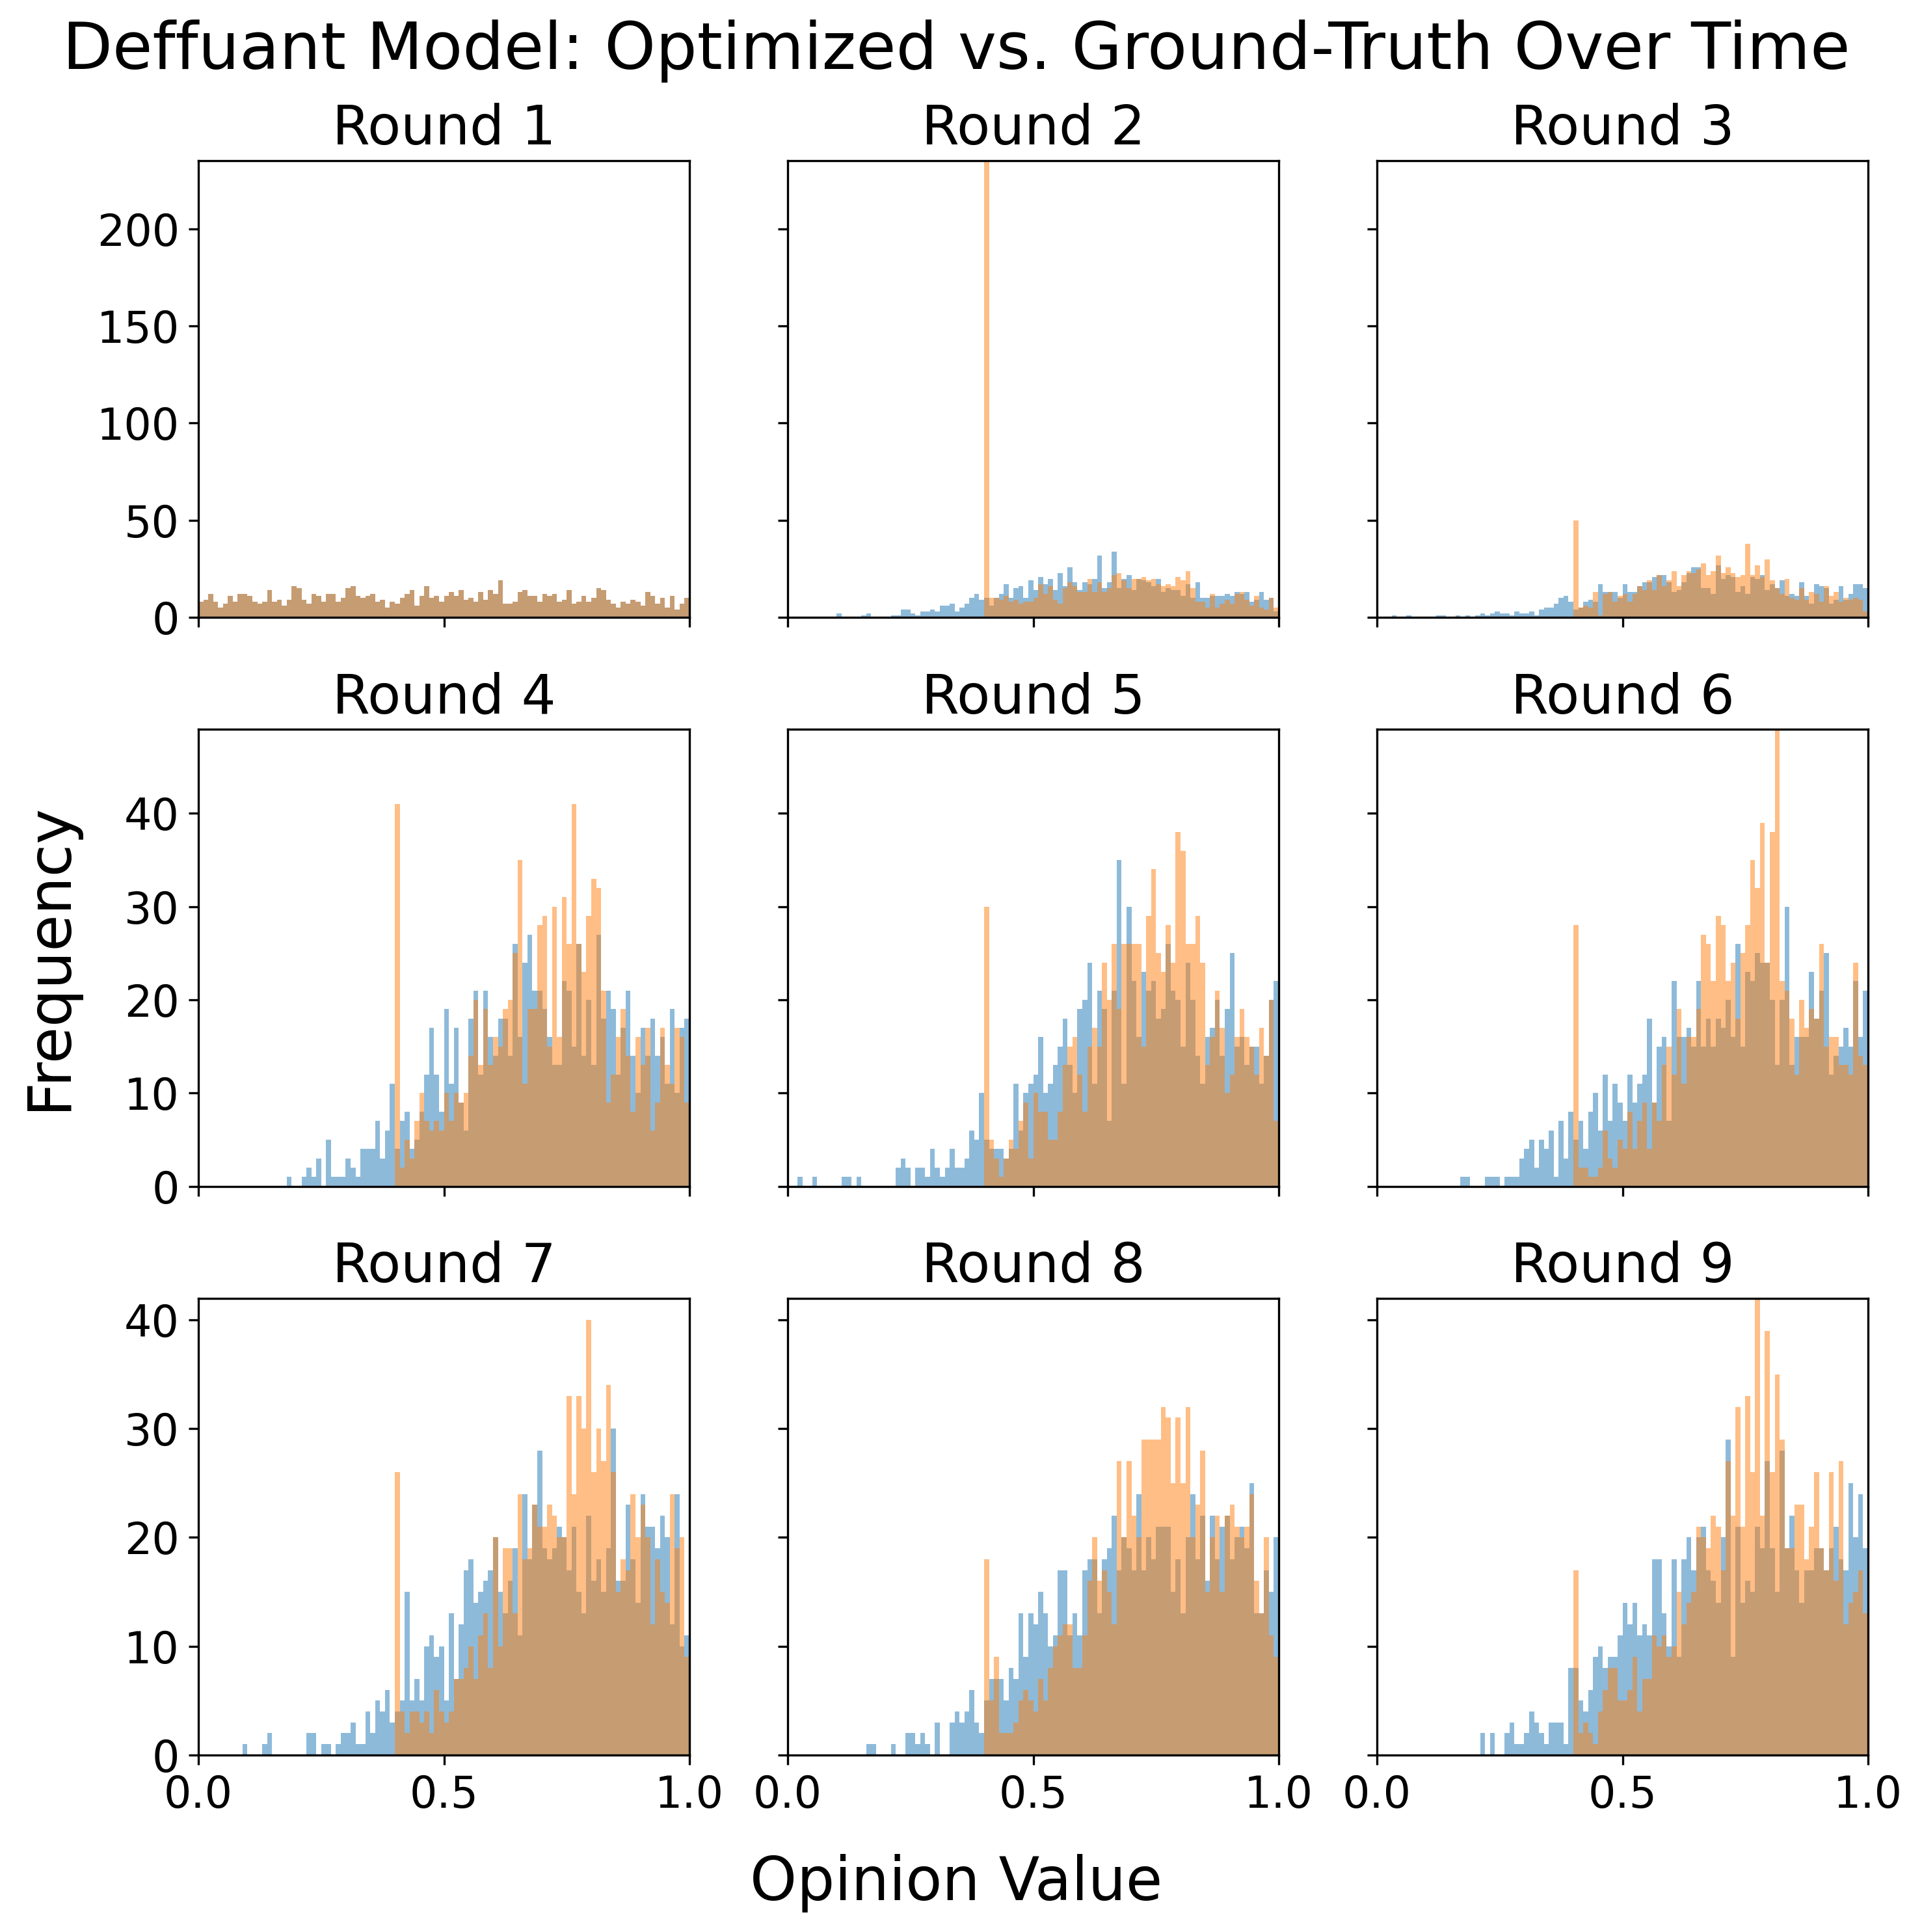 Deffuant Model: Optimized vs. Ground-Truth Over Time
Round 1
Round 2
Round 3
200
150
100
50
0
Round 4
Round 5
Round 6
40
30
20
10
0
Frequency
Round 7
Round 8
Round 9
40
30
20
10
0
0.0 0.5 1.0 0.0 0.5 1.0 0.0 0.5 1.0
Opinion Value